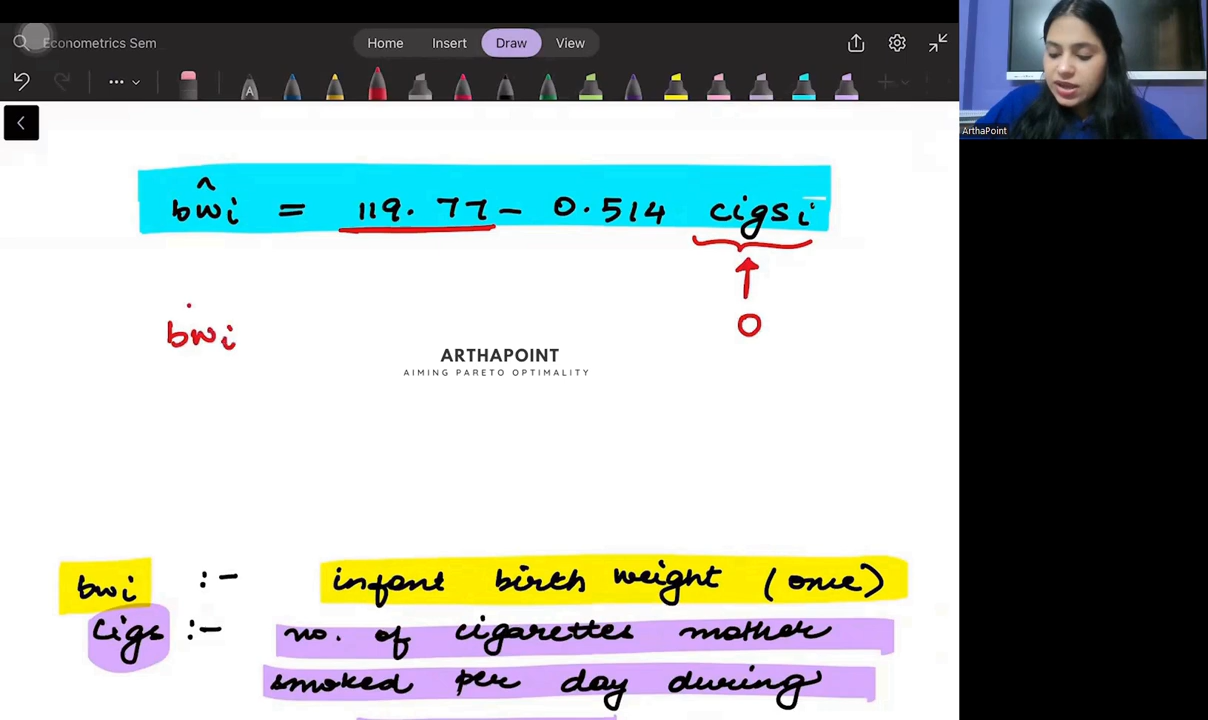 Econometrics Sem
Home Insert Draw View
A
ArthaPoint
bŵi = 119.77 - 0.514 cigsi
0
bwi
ARTHAPOINT
AIMING PARETO OPTIMALITY
bwi :- infant birth weight (once)
Cigs :- no. of cigarettes mother
smoked per day during